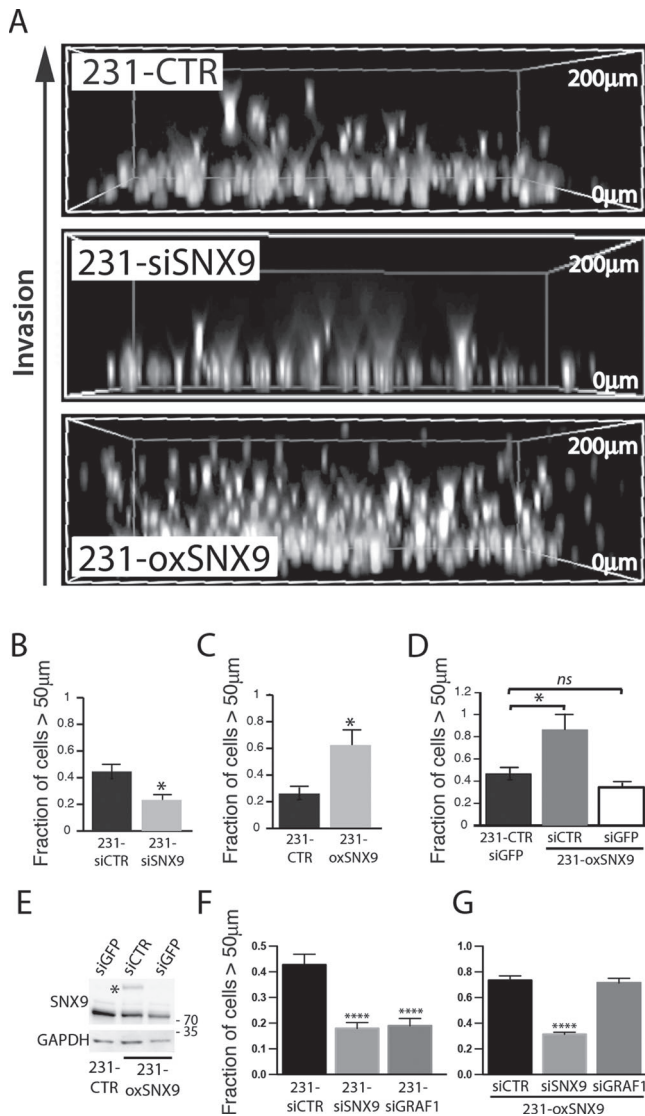 A
Invasion
231-CTR
200μm
0μm
231-siSNX9
200μm
0μm
231-oxSNX9
200μm
0μm
B
Fraction of cells > 50μm
1
0.8
0.6
0.4
0.2
0
*
231-
siCTR
231-
siSNX9
C
Fraction of cells > 50μm
1
0.8
0.6
0.4
0.2
0
*
231-
CTR
231-
oxSNX9
D
Fraction of cells > 50μm
1.2
1
0.8
0.6
0.4
0.2
0
ns
*
231-CTR
siGFP
siCTR
siGFP
231-oxSNX9
E
siGFP
siCTR
siGFP
SNX9
*
- 70
- 35
GAPDH
231-
CTR
231-
oxSNX9
F
Fraction of cells > 50μm
0.5
0.4
0.3
0.2
0.1
0.0
****
****
231-
siCTR
231-
siSNX9
231-
siGRAF1
G
1.0
0.8
0.6
0.4
0.2
0.0
****
siCTR
siSNX9
siGRAF1
231-oxSNX9